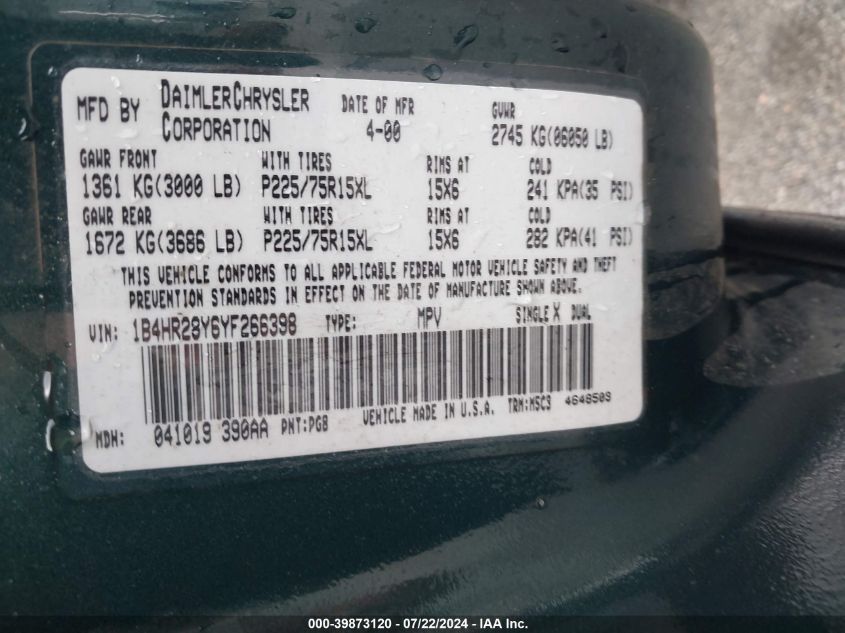 MFD BY DAIMLERCHRYSLER CORPORATION DATE OF MFR 4-00 GVWR 2745 KG(06050 LB)
GAWR FRONT WITH TIRES RIMS AT COLD
1361 KG(3000 LB) P225/75R15XL 15X6 241 KPA(35 PSI)
GAWR REAR WITH TIRES RIMS AT COLD
1672 KG(3686 LB) P225/75R15XL 15X6 282 KPA(41 PSI)
THIS VEHICLE CONFORMS TO ALL APPLICABLE FEDERAL MOTOR VEHICLE SAFETY AND THEFT
PREVENTION STANDARDS IN EFFECT ON THE DATE OF MANUFACTURE SHOWN ABOVE.
VIN: 1B4HR28Y6YF266398 TYPE: MPV SINGLE X DUAL
VEHICLE MADE IN U.S.A. TRM:M5C3 4648503
MDH: 041019 390AA PNT:PG8
000-39873120 / 07/22/2024 - IAA Inc.